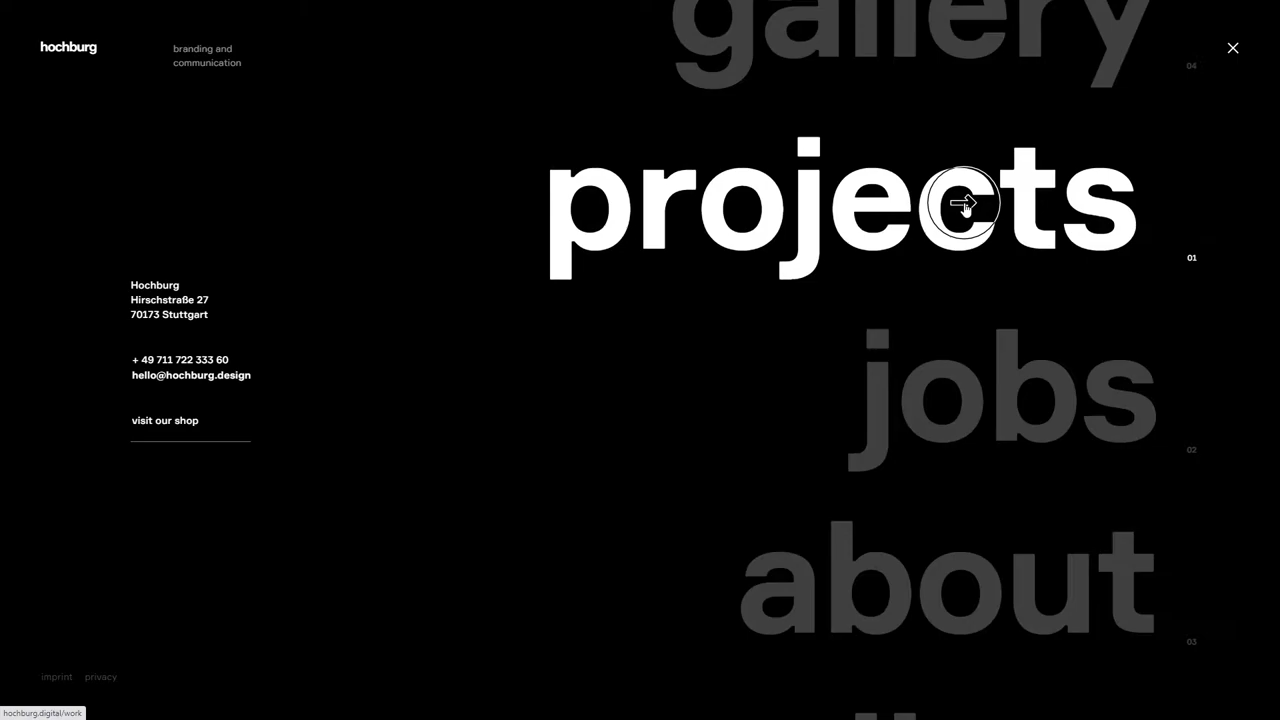 hochburg
branding and
communication
gallery
04
projects
01
Hochburg
Hirschstraße 27
70173 Stuttgart
+ 49 711 722 333 60
hello@hochburg.design
visit our shop
jobs
02
about
03
imprint privacy
hochburg.digital/work